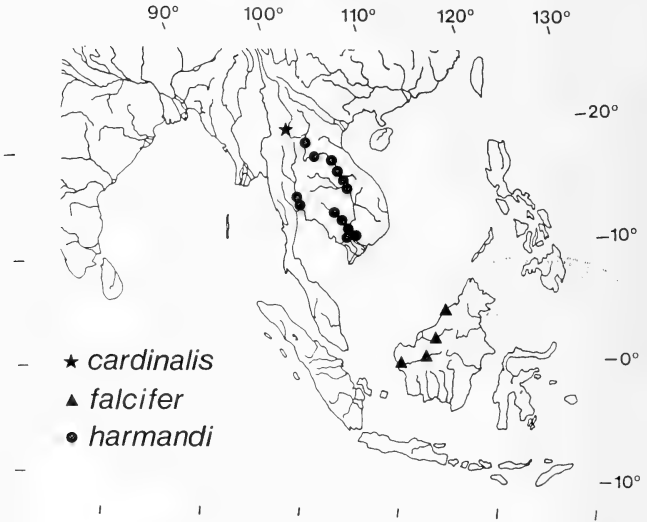 90° 100° 110° 120° 130°
—20°
—10°
—0°
—10°
★ cardinalis
▲ falcifer
● harmandi